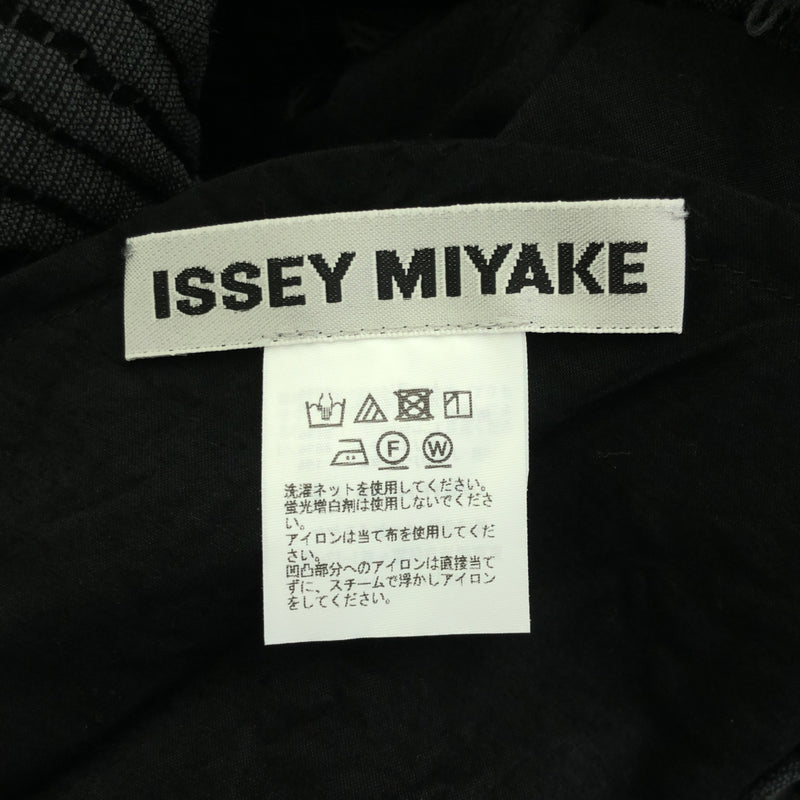 ISSEY MIYAKE
F W
洗濯ネットを使用してください。
蛍光増白剤は使用しないでくださ
い。
アイロンは当て布を使用してくだ
さい。
凹凸部分へのアイロンは直接当て
ずに、スチームで浮かしアイロン
をしてください。